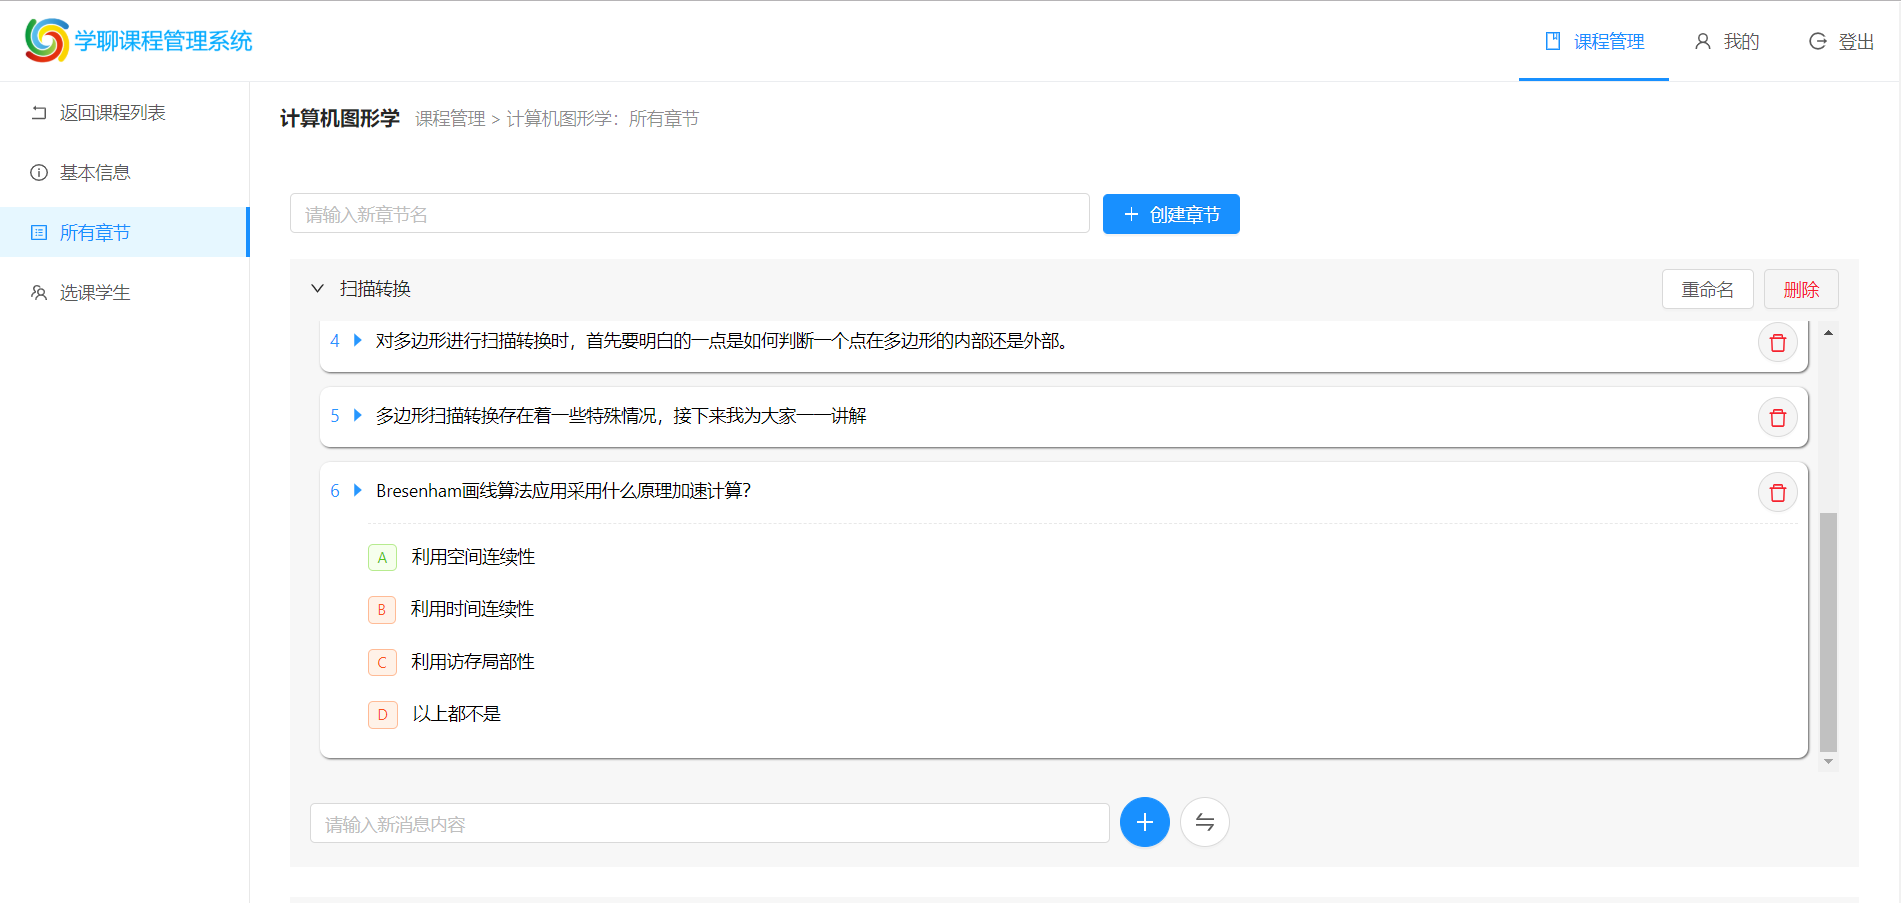 学聊课程管理系统
课程管理
我的
登出
返回课程列表
基本信息
所有章节
选课学生
计算机图形学 课程管理 > 计算机图形学：所有章节
请输入新章节名
创建章节
扫描转换
重命名
删除
4 对多边形进行扫描转换时，首先要明白的一点是如何判断一个点在多边形的内部还是外部。
5 多边形扫描转换存在着一些特殊情况，接下来我为大家一一讲解
6 Bresenham画线算法应用采用什么原理加速计算？
A 利用空间连续性
B 利用时间连续性
C 利用访存局部性
D 以上都不是
请输入新消息内容